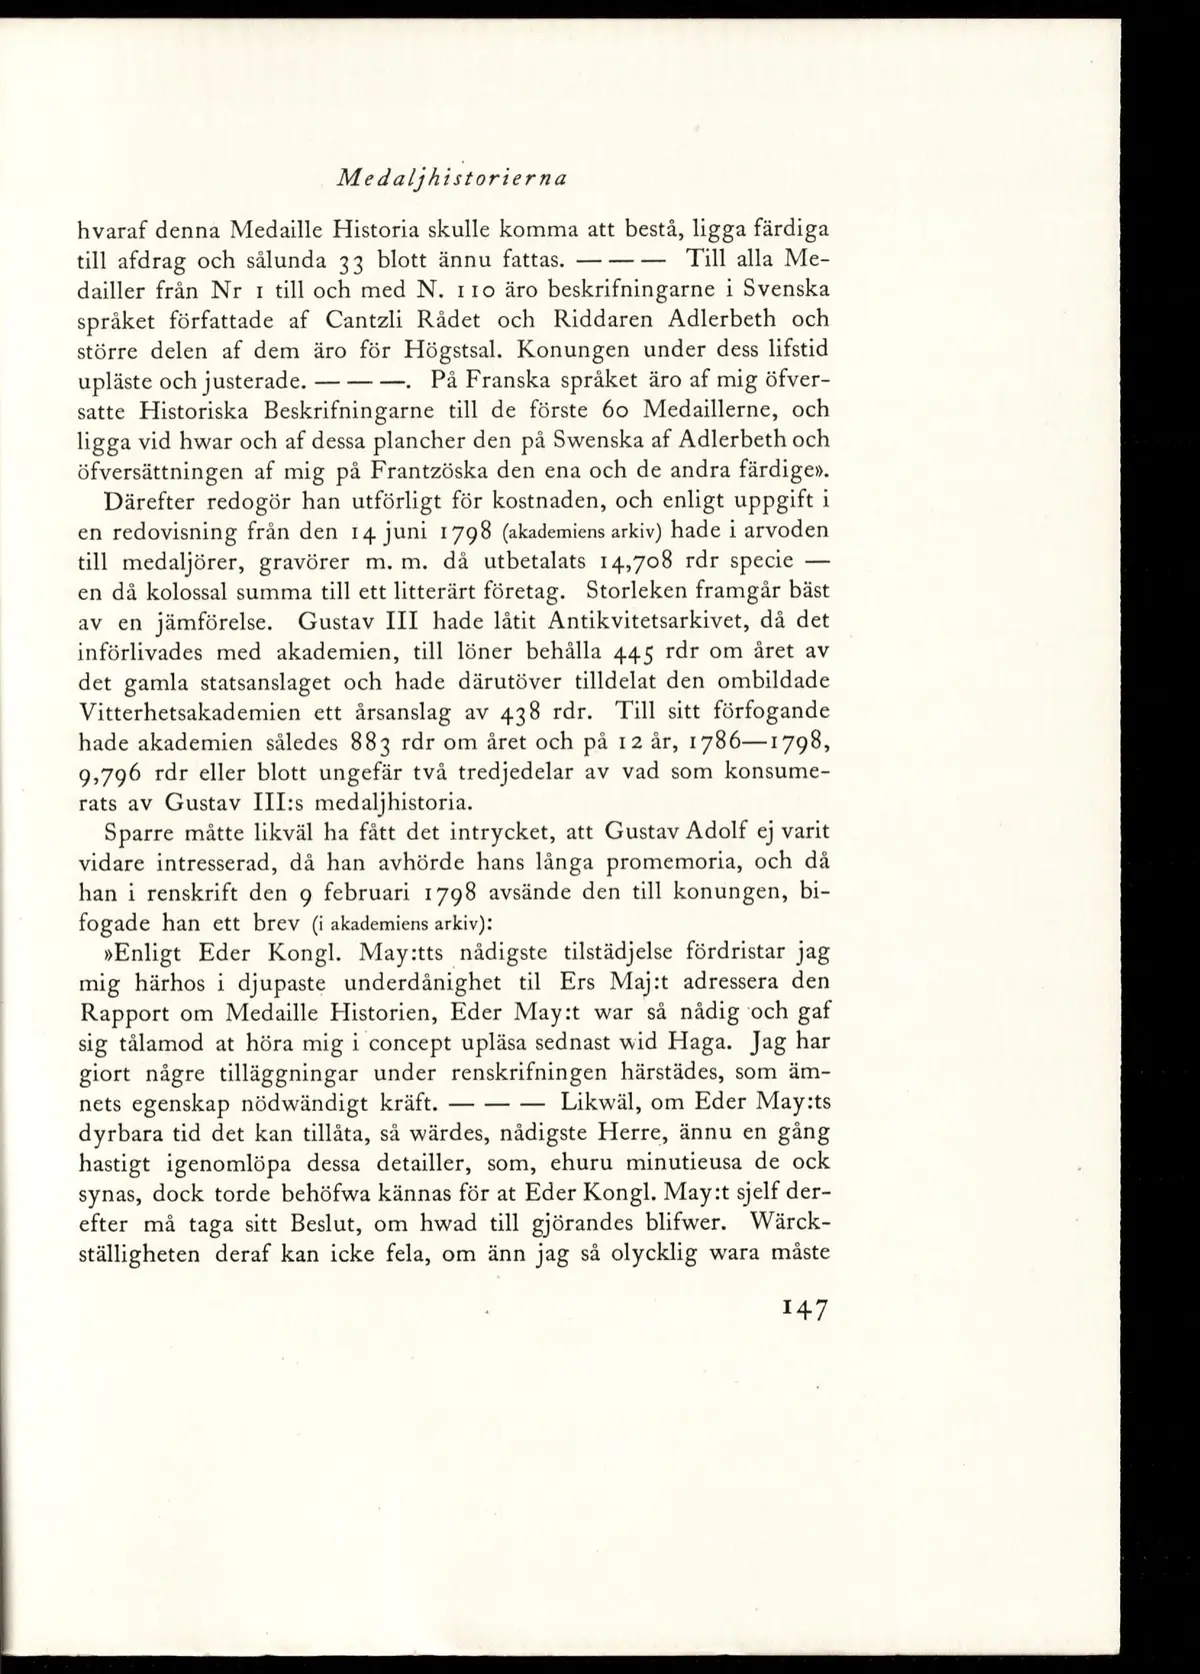 Medaljhistorierna
hvaraf denna Medaille Historia skulle komma att bestå, ligga färdiga
till afdrag och sålunda 33 blott ännu fattas. — — — Till alla Me-
dailler från Nr 1 till och med N. 110 äro beskrifningarne i Svenska
språket författade af Cantzli Rådet och Riddaren Adlerbeth och
större delen af dem äro för Högstsal. Konungen under dess lifstid
upläste och justerade. — — —. På Franska språket äro af mig öfver-
satte Historiska Beskrifningarne till de förste 60 Medaillerne, och
ligga vid hwar och af dessa plancher den på Swenska af Adlerbeth och
öfversättningen af mig på Frantzöska den ena och de andra färdige».
Därefter redogör han utförligt för kostnaden, och enligt uppgift i
en redovisning från den 14 juni 1798 (akademiens arkiv) hade i arvoden
till medaljörer, gravörer m. m. då utbetalats 14,708 rdr specie —
en då kolossal summa till ett litterärt företag. Storleken framgår bäst
av en jämförelse. Gustav III hade låtit Antikvitetsarkivet, då det
införlivades med akademien, till löner behålla 445 rdr om året av
det gamla statsanslaget och hade därutöver tilldelat den ombildade
Vitterhetsakademien ett årsanslag av 438 rdr. Till sitt förfogande
hade akademien således 883 rdr om året och på 12 år, 1786—1798,
9,796 rdr eller blott ungefär två tredjedelar av vad som konsume-
rats av Gustav III:s medaljhistoria.
Sparre måtte likväl ha fått det intrycket, att Gustav Adolf ej varit
vidare intresserad, då han avhörde hans långa promemoria, och då
han i renskrift den 9 februari 1798 avsände den till konungen, bi-
fogade han ett brev (i akademiens arkiv):
»Enligt Eder Kongl. May:tts nådigste tilstädjelse fördristar jag
mig härhos i djupaste underdånighet til Ers Maj:t adressera den
Rapport om Medaille Historien, Eder May:t war så nådig och gaf
sig tålamod at höra mig i concept upläsa sednast wid Haga. Jag har
giort någre tilläggningar under renskrifningen härstädes, som äm-
nets egenskap nödwändigt kräft. — — — Likwäl, om Eder May:ts
dyrbara tid det kan tillåta, så wärdes, nådigste Herre, ännu en gång
hastigt igenomlöpa dessa detailler, som, ehuru minutieusa de ock
synas, dock torde behöfwa kännas för at Eder Kongl. May:t sjelf der-
efter må taga sitt Beslut, om hwad till gjörandes blifwer. Wärck-
ställigheten deraf kan icke fela, om änn jag så olycklig wara måste
147